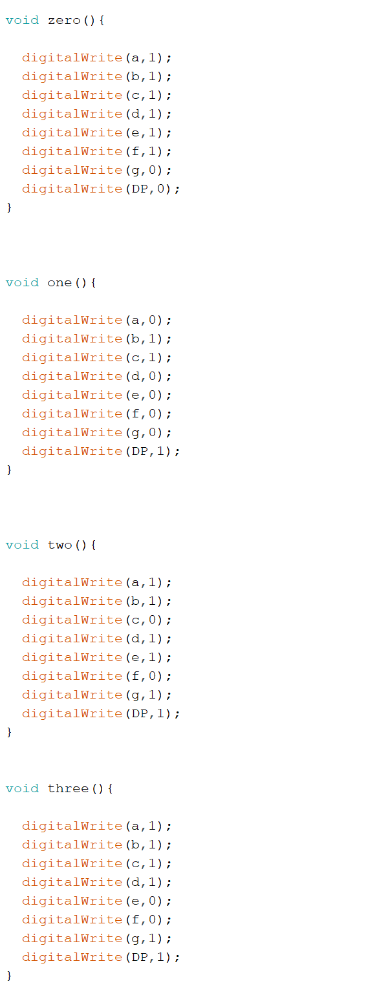 void zero(){
digitalWrite(a,1);
digitalWrite(b,1);
digitalWrite(c,1);
digitalWrite(d,1);
digitalWrite(e,1);
digitalWrite(f,1);
digitalWrite(g,0);
digitalWrite(DP,0);
}
void one(){
digitalWrite(a,0);
digitalWrite(b,1);
digitalWrite(c,1);
digitalWrite(d,0);
digitalWrite(e,0);
digitalWrite(f,0);
digitalWrite(g,0);
digitalWrite(DP,1);
}
void two(){
digitalWrite(a,1);
digitalWrite(b,1);
digitalWrite(c,0);
digitalWrite(d,1);
digitalWrite(e,1);
digitalWrite(f,0);
digitalWrite(g,1);
digitalWrite(DP,1);
}
void three(){
digitalWrite(a,1);
digitalWrite(b,1);
digitalWrite(c,1);
digitalWrite(d,1);
digitalWrite(e,0);
digitalWrite(f,0);
digitalWrite(g,1);
digitalWrite(DP,1);
}